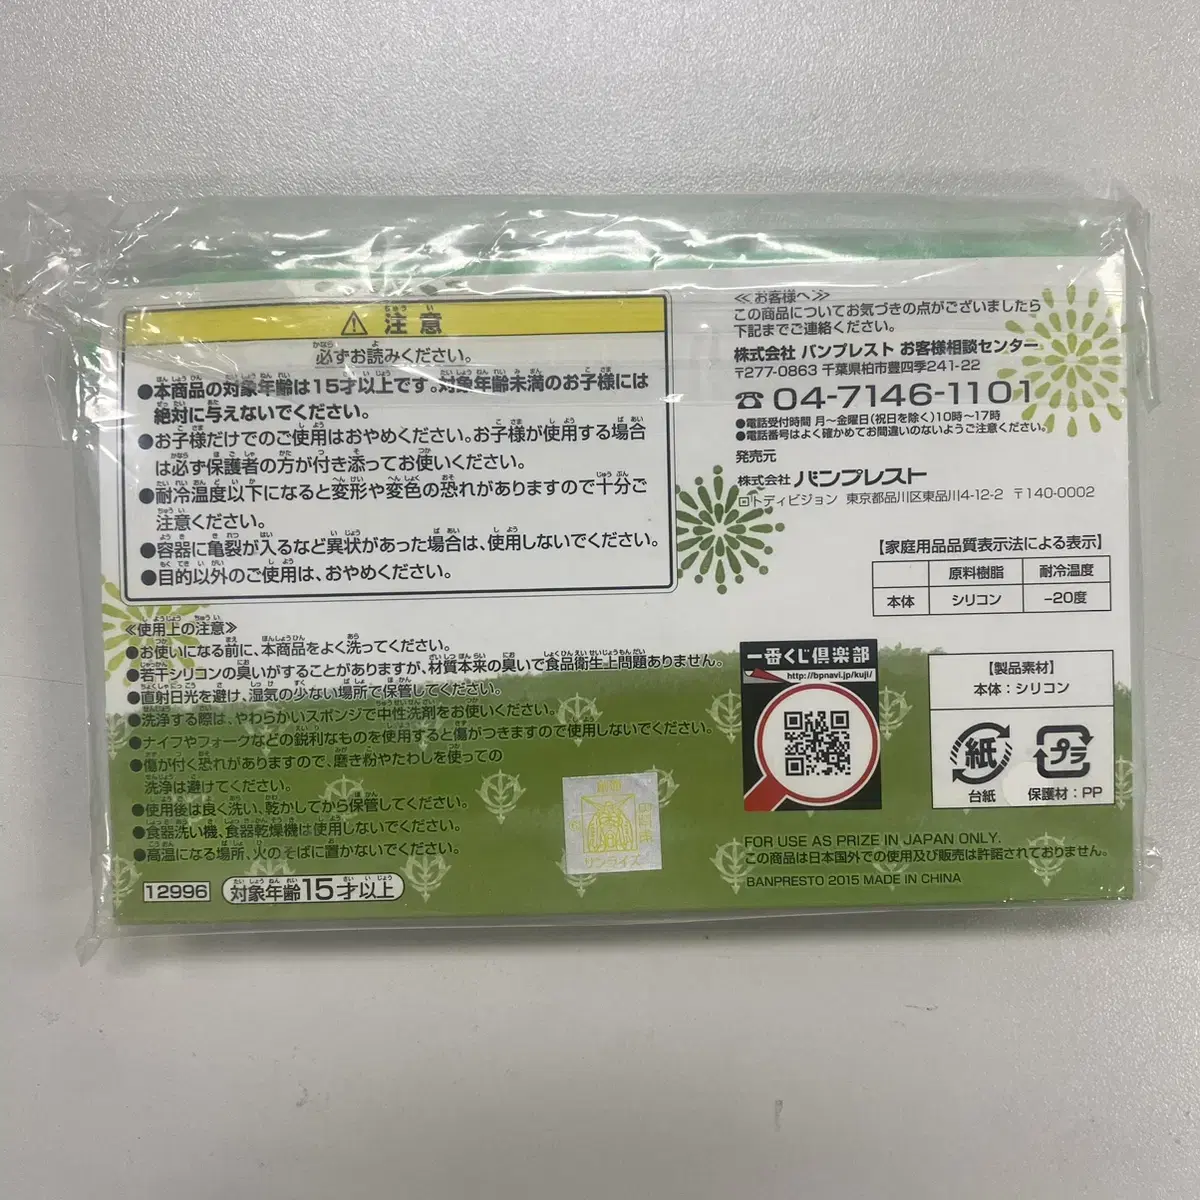 ⚠ 注意
必ずお読みください。
●本商品の対象年齢は15才以上です。対象年齢未満のお子様には
絶対に与えないでください。
●お子様だけでのご使用はおやめください。お子様が使用する場合
は必ず保護者の方が付き添ってお使いください。
●耐冷温度以下になると変形や変色の恐れがありますので十分ご
注意ください。
●容器に亀裂が入るなど異状があった場合は、使用しないでください。
●目的以外のご使用は、おやめください。
≪使用上の注意≫
●お使いになる前に、本商品をよく洗ってください。
●若干シリコンの臭いがすることがありますが、材質本来の臭いで食品衛生上問題ありません。
●直射日光を避け、湿気の少ない場所で保管してください。
●洗浄する際は、やわらかいスポンジで中性洗剤をお使いください。
●ナイフやフォークなどの鋭利なものを使用すると傷がつきますので使用しないでください。
●傷が付く恐れがありますので、磨き粉やたわしを使っての
洗浄は避けてください。
●使用後は良く洗い、乾かしてから保管してください。
●食器洗い機、食器乾燥機は使用しないでください。
●高温になる場所、火のそばに置かないでください。
12996
対象年齢15才以上
≪お客様へ≫
この商品についてお気づきの点がございましたら
下記までご連絡ください。
株式会社 バンプレスト お客様相談センター
〒277-0863 千葉県柏市豊四季241-22
☎04-7146-1101
●電話受付時間 月〜金曜日(祝日を除く)10時〜17時
●電話番号はよく確かめてお間違いのないようご注意ください。
発売元
株式会社 バンプレスト
ロトディビジョン 東京都品川区東品川4-12-2 〒140-0002
【家庭用品品質表示法による表示】
原料樹脂 耐冷温度
本体 シリコン -20度
一番くじ倶楽部
http://bpnavi.jp/kuji/
【製品素材】
本体：シリコン
紙
台紙
プラ
保護材：PP
サンライズ
FOR USE AS PRIZE IN JAPAN ONLY.
この商品は日本国外での使用及び販売は許諾されておりません。
BANPRESTO 2015 MADE IN CHINA